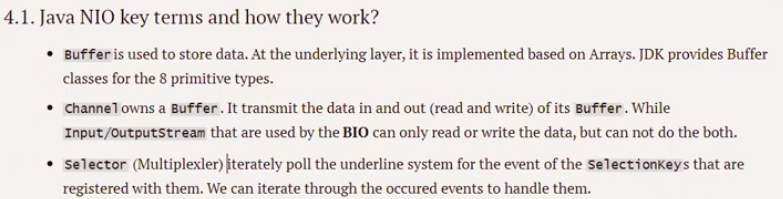 4.1. Java NIO key terms and how they work?
• Buffer is used to store data. At the underlying layer, it is implemented based on Arrays. JDK provides Buffer
classes for the 8 primitive types.
• Channel owns a Buffer. It transmit the data in and out (read and write) of its Buffer. While
Input/OutputStream that are used by the BIO can only read or write the data, but can not do the both.
• Selector (Multiplexler) iterately poll the underline system for the event of the SelectionKeys that are
registered with them. We can iterate through the occured events to handle them.